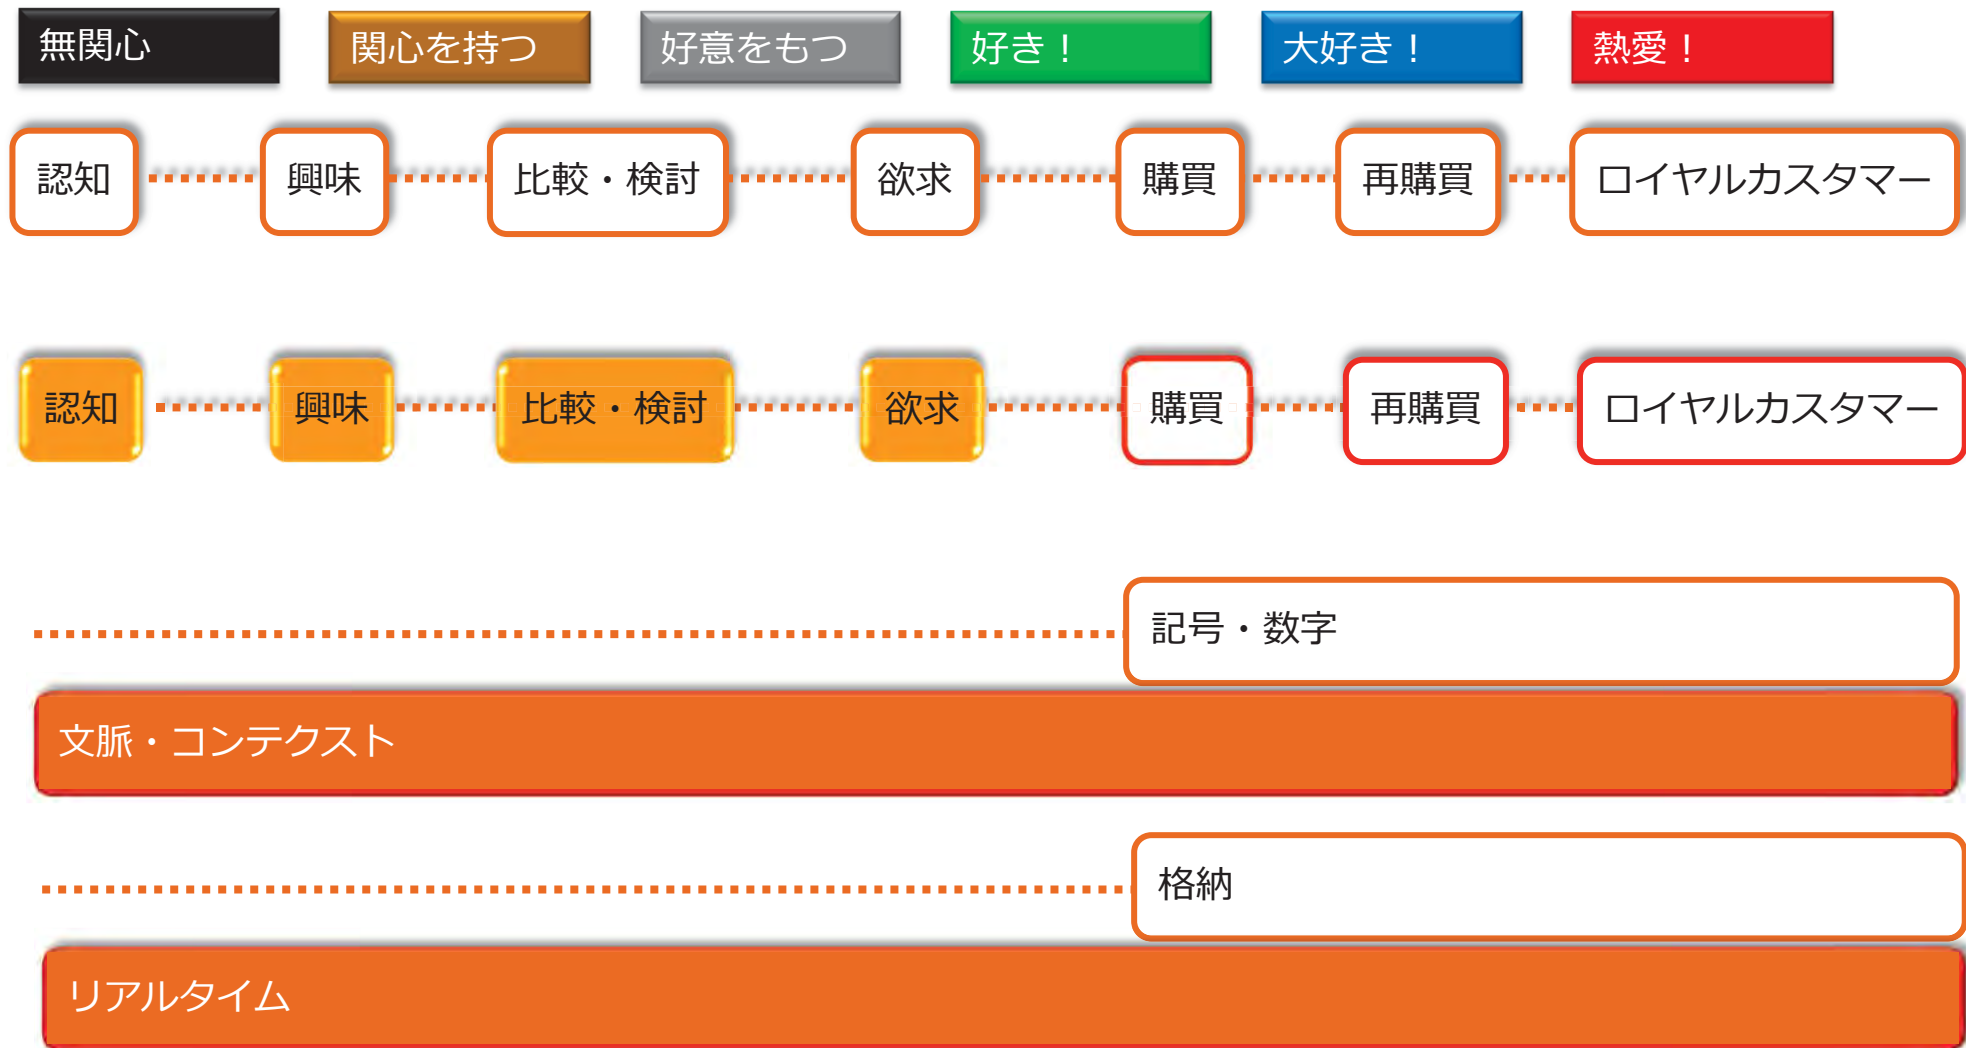 無関心 関心を持つ 好意をもつ 好き！ 大好き！ 熱愛！
認知 興味 比較・検討 欲求 購買 再購買 ロイヤルカスタマー
認知 興味 比較・検討 欲求 購買 再購買 ロイヤルカスタマー
記号・数字
文脈・コンテクスト
格納
リアルタイム